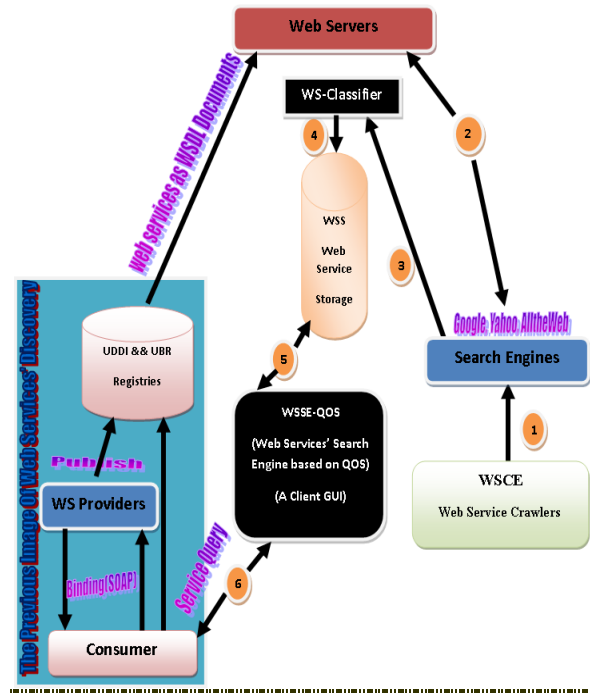 Web Servers
WS-Classifier
web services as WSDL Documents
2
4
WSS
Web
Service
Storage
3
The Previous Image Of Web Services' Discovery
Google, Yahoo, AlltheWeb
Search Engines
UDDI && UBR
Registries
5
WSSE-QOS
(Web Services' Search
Engine based on QOS)
(A Client GUI)
1
Publish
WS Providers
WSCE
Web Service Crawlers
Service Query
Binding(SOAP)
6
Consumer